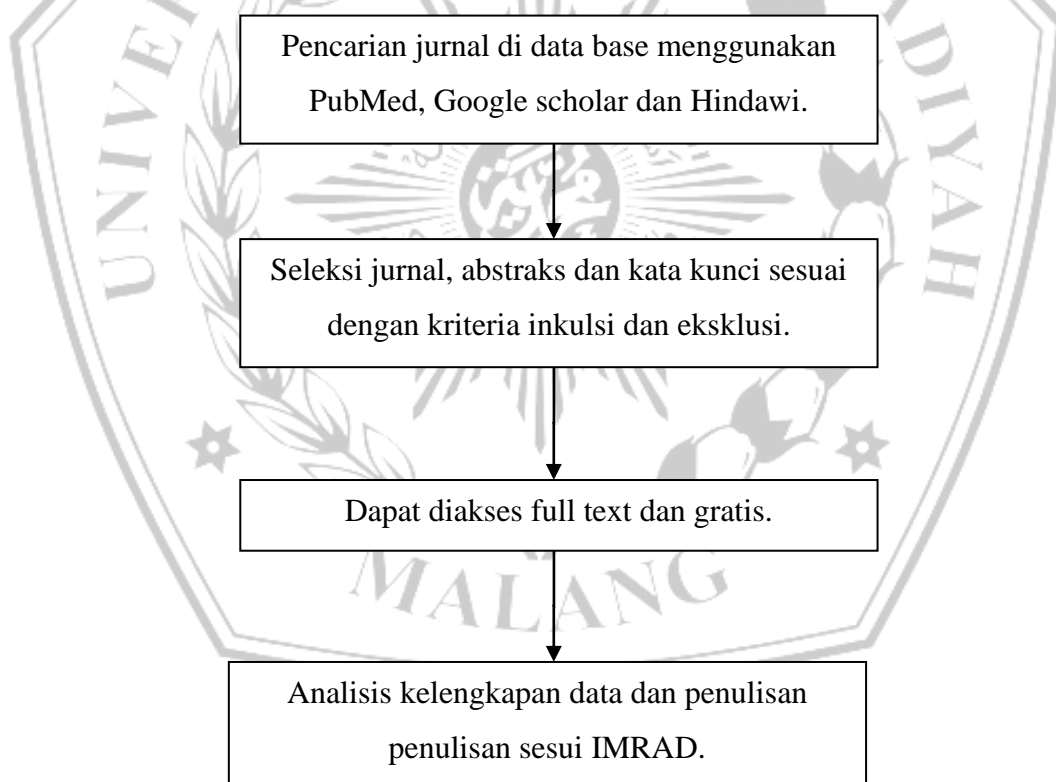 Pencarian jurnal di data base menggunakan
PubMed, Google scholar dan Hindawi.
Seleksi jurnal, abstraks dan kata kunci sesuai
dengan kriteria inkulsi dan eksklusi.
Dapat diakses full text dan gratis.
MALANG
Analisis kelengkapan data dan penulisan
penulisan sesui IMRAD.